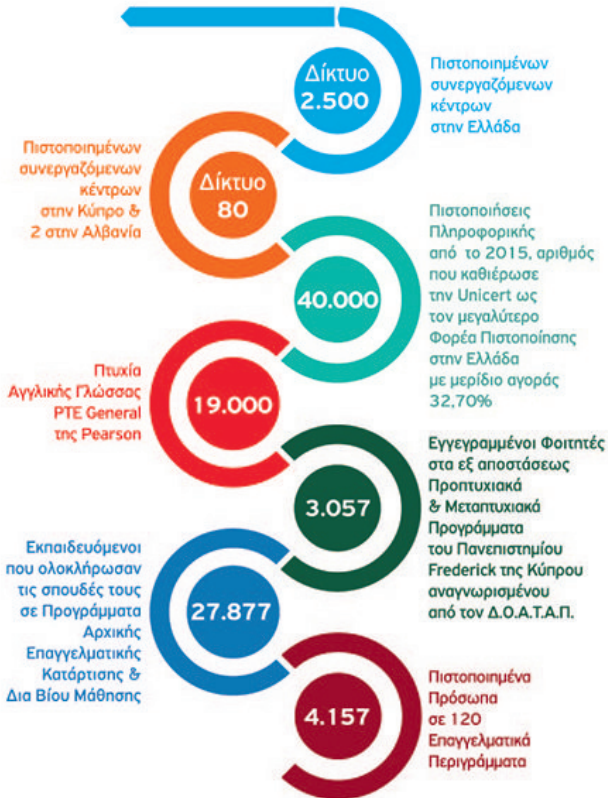 Δίκτυο
2.500
Πιστοποιημένων
συνεργαζόμενων
κέντρων
στην Ελλάδα
Πιστοποιημένων
συνεργαζόμενων
κέντρων
στην Κύπρο &
2 στην Αλβανία
Δίκτυο
80
40.000
Πιστοποιήσεις
Πληροφορικής
από το 2015, αριθμός
που καθιέρωσε
την Unicert ως
τον μεγαλύτερο
Φορέα Πιστοποίησης
στην Ελλάδα
με μερίδιο αγοράς
32,70%
Πτυχία
Αγγλικής Γλώσσας
PTE General
της Pearson
19.000
3.057
Εγγεγραμμένοι Φοιτητές
στα εξ αποστάσεως
Προπτυχιακά
& Μεταπτυχιακά
Προγράμματα
του Πανεπιστημίου
Frederick της Κύπρου
αναγνωρισμένου
από τον Δ.Ο.Α.Τ.Α.Π.
Εκπαιδευόμενοι
που ολοκλήρωσαν
τις σπουδές τους
σε Προγράμματα
Αρχικής
Επαγγελματικής
Κατάρτισης &
Δια Βίου Μάθησης
27.877
4.157
Πιστοποιημένα
Πρόσωπα
σε 120
Επαγγελματικά
Περιγράμματα